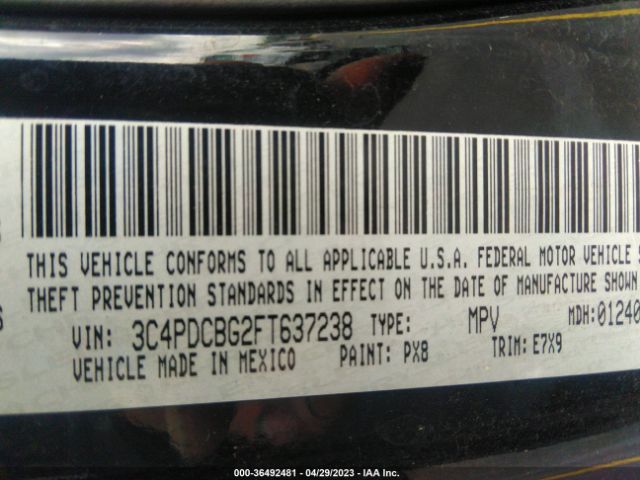 THIS VEHICLE CONFORMS TO ALL APPLICABLE U.S.A. FEDERAL MOTOR VEHICLE S
THEFT PREVENTION STANDARDS IN EFFECT ON THE DATE OF MANUFACTURE SHOWN
VIN: 3C4PDCBG2FT637238 TYPE: MPV MDH:01240
VEHICLE MADE IN MEXICO PAINT: PX8 TRIM: E7X9
000-36492481 - 04/29/2023 - IAA Inc.